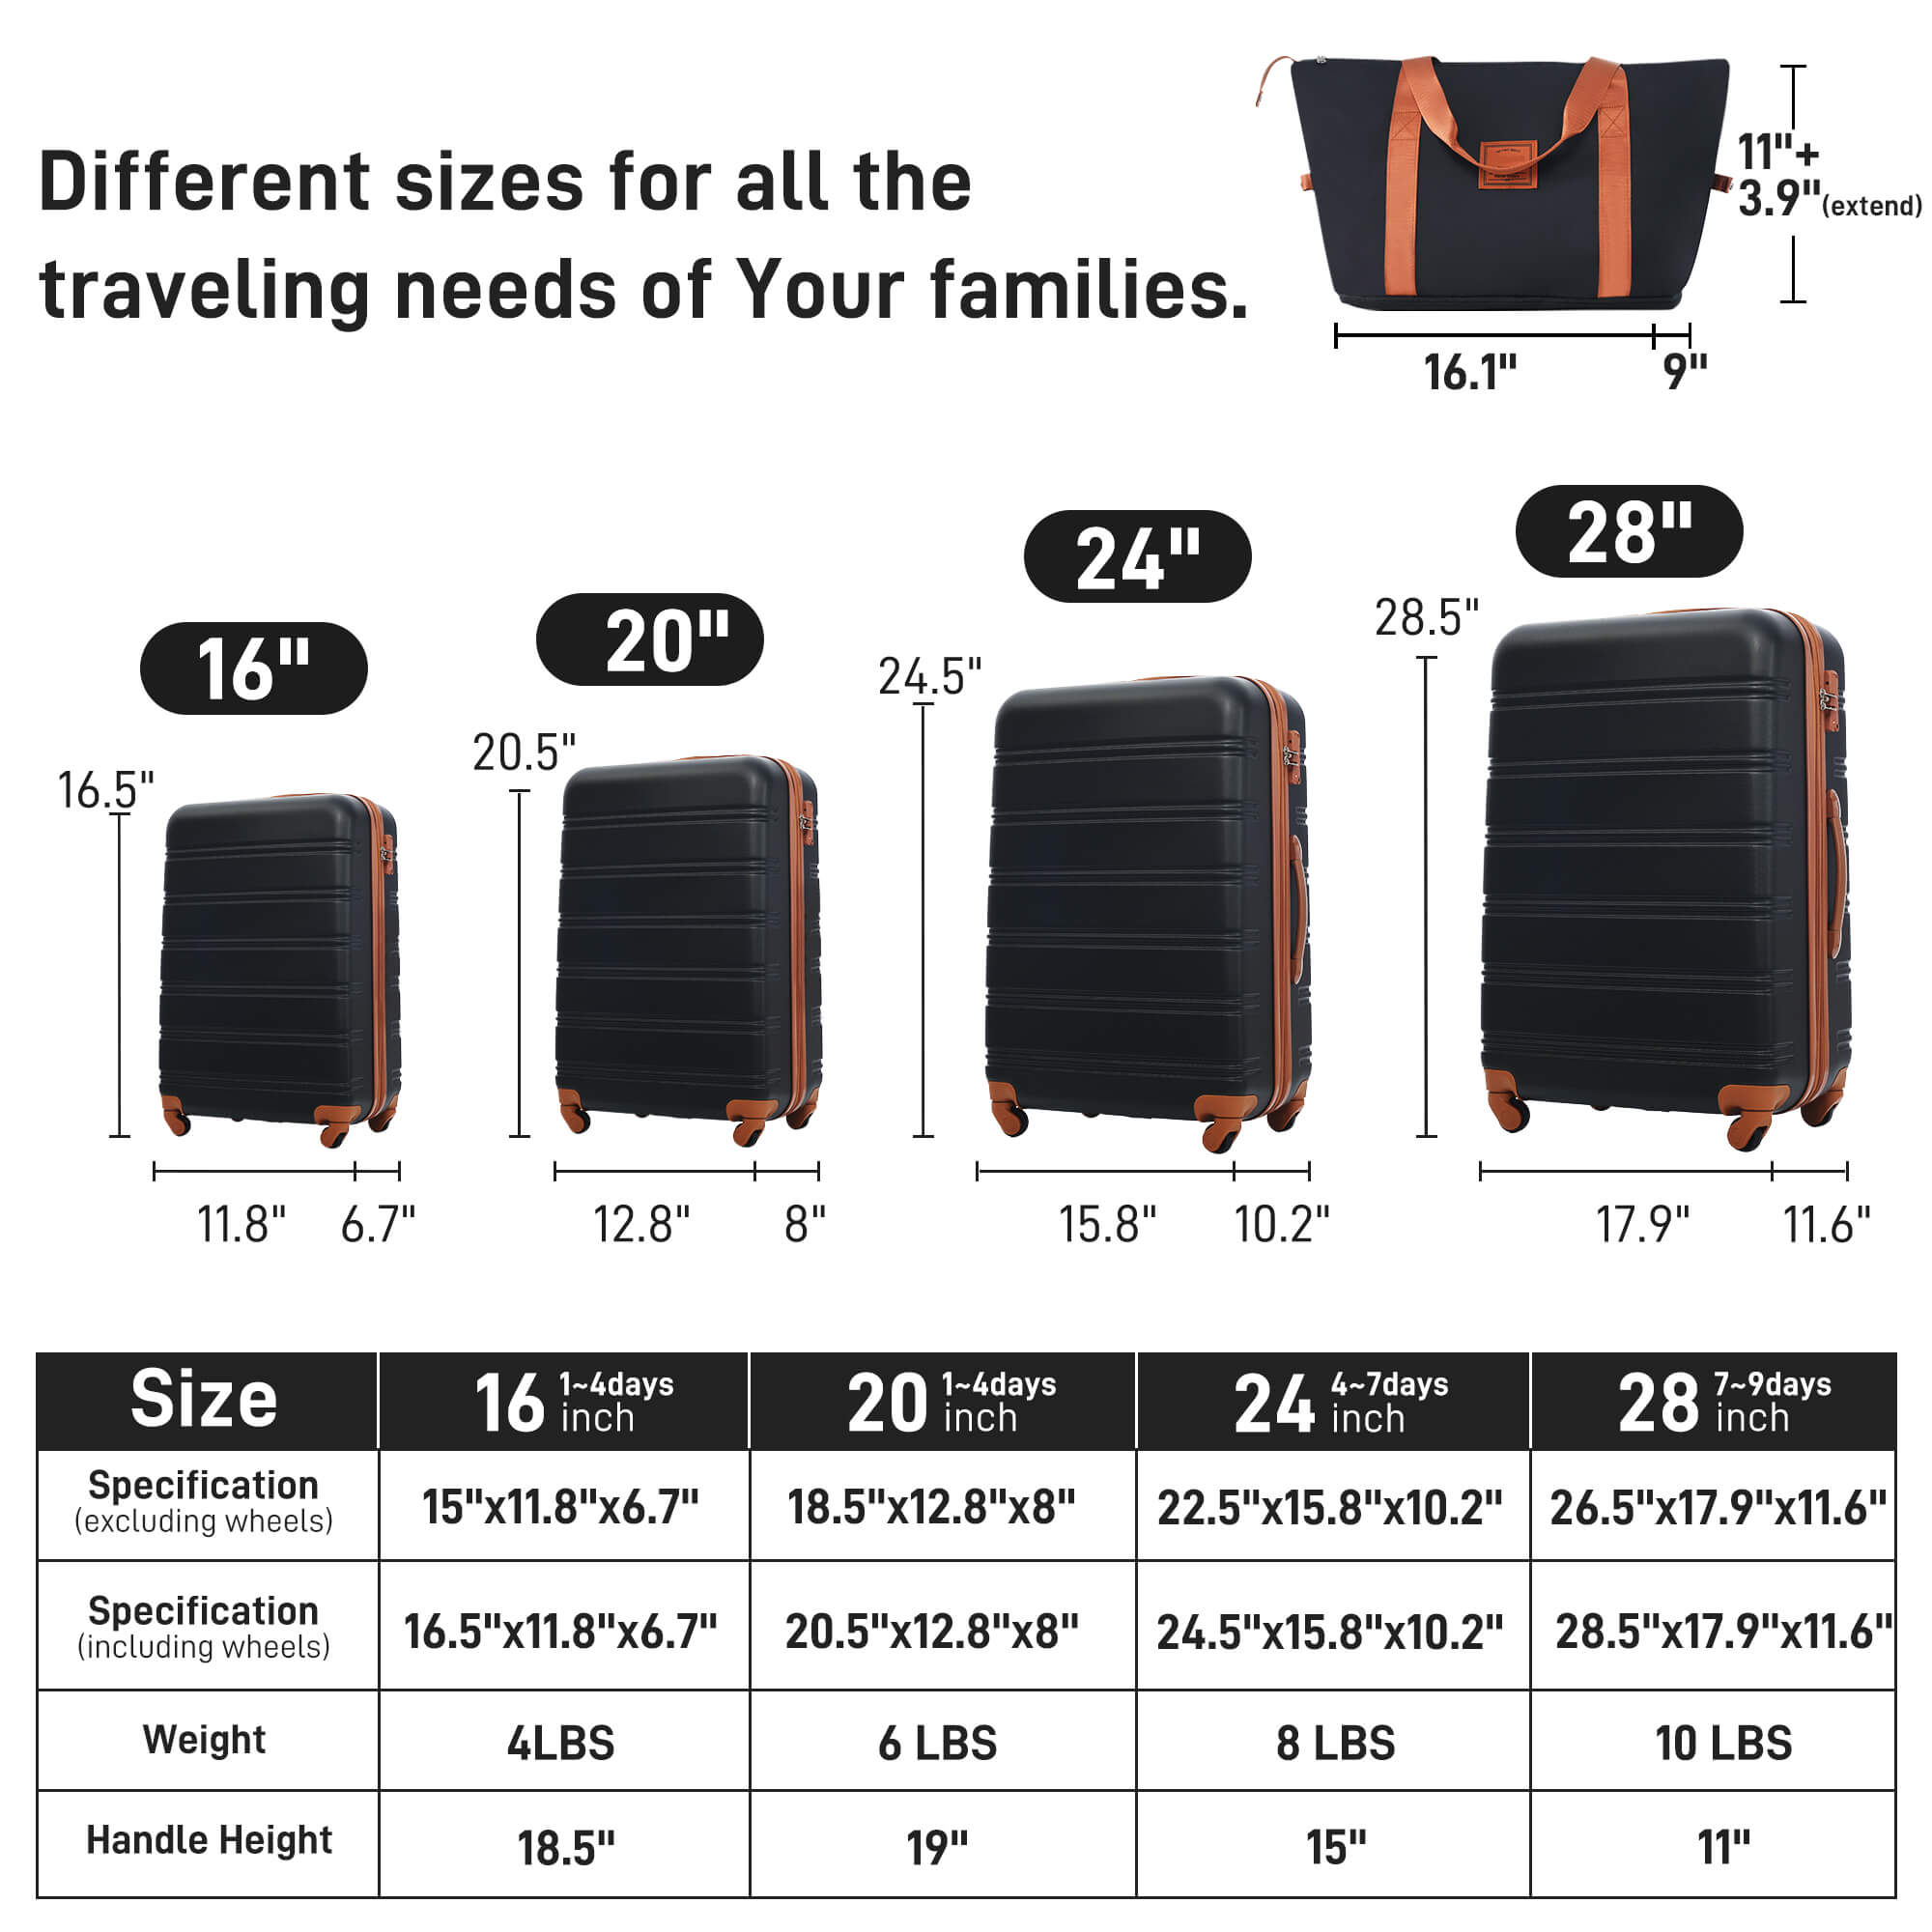 Different sizes for all the
traveling needs of Your families.
11"+
3.9"(extend)
16.1" 9"
16" 20" 24" 28"
16.5" 20.5" 24.5" 28.5"
11.8" 6.7" 12.8" 8" 15.8" 10.2" 17.9" 11.6"
Size 16 1~4days inch 20 1~4days inch 24 4~7days inch 28 7~9days inch
Specification
(excluding wheels)
15"x11.8"x6.7" 18.5"x12.8"x8" 22.5"x15.8"x10.2" 26.5"x17.9"x11.6"
Specification
(including wheels)
16.5"x11.8"x6.7" 20.5"x12.8"x8" 24.5"x15.8"x10.2" 28.5"x17.9"x11.6"
Weight 4LBS 6 LBS 8 LBS 10 LBS
Handle Height 18.5" 19" 15" 11"